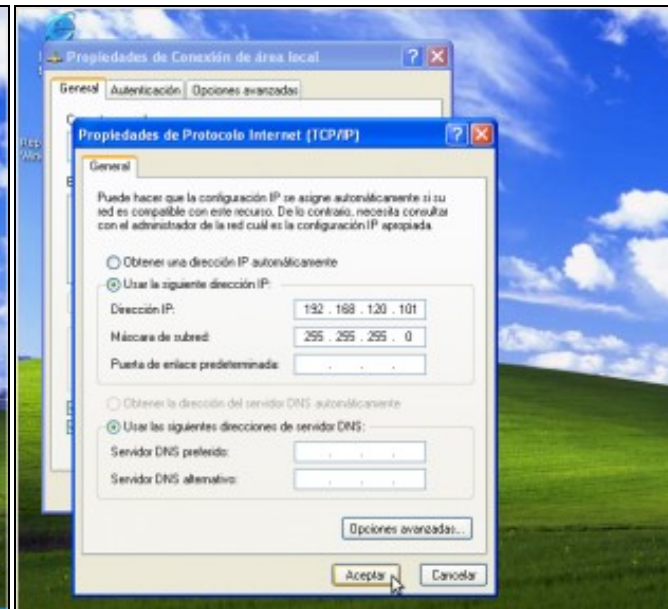 Propiedades de Conexión de área local
General Autenticación Opciones avanzadas
Propiedades de Protocolo Internet (TCP/IP)
General
Puede hacer que la configuración IP se asigne automáticamente si su
red es compatible con este recurso. De lo contrario, necesita consultar
con el administrador de la red cuál es la configuración IP apropiada.
Obtener una dirección IP automáticamente
Usar la siguiente dirección IP:
Dirección IP: 192 . 168 . 120 . 101
Máscara de subred: 255 . 255 . 255 . 0
Puerta de enlace predeterminada: . . .
Obtener la dirección del servidor DNS automáticamente
Usar las siguientes direcciones de servidor DNS:
Servidor DNS preferido: . . .
Servidor DNS alternativo: . . .
Opciones avanzadas...
Aceptar Cancelar